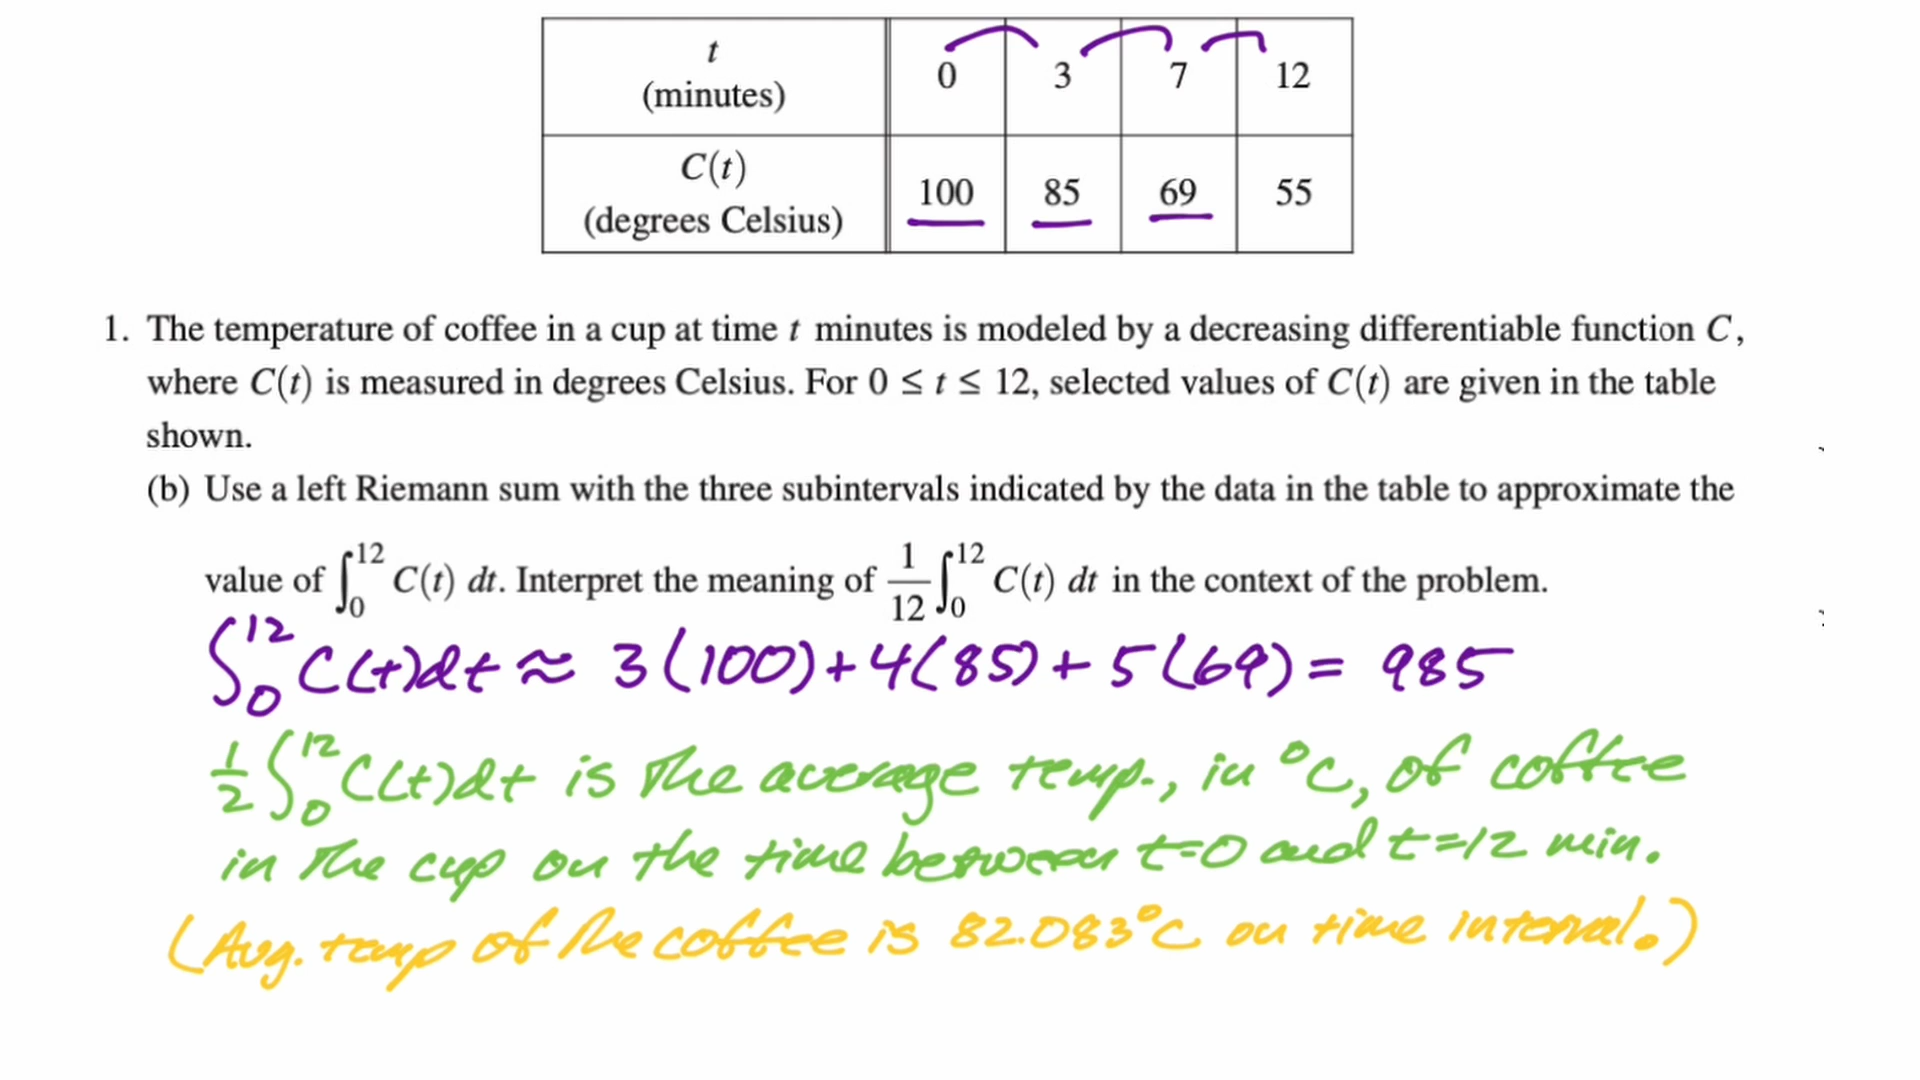 t
(minutes) 0 3 7 12
C(t)
(degrees Celsius) 100 85 69 55
1. The temperature of coffee in a cup at time t minutes is modeled by a decreasing differentiable function C,
where C(t) is measured in degrees Celsius. For 0 ≤ t ≤ 12, selected values of C(t) are given in the table
shown.
(b) Use a left Riemann sum with the three subintervals indicated by the data in the table to approximate the
value of ∫₀¹² C(t) dt. Interpret the meaning of 1/12 ∫₀¹² C(t) dt in the context of the problem.
∫₀¹² C(t)dt ≈ 3(100)+4(85)+5(69)= 985
1/2 ∫₀¹² C(t)dt is the average temp., in °C, of coffee
in the cup on the time between t=0 and t=12 min.
(Avg. temp of the coffee is 82.083°C on time interval.)